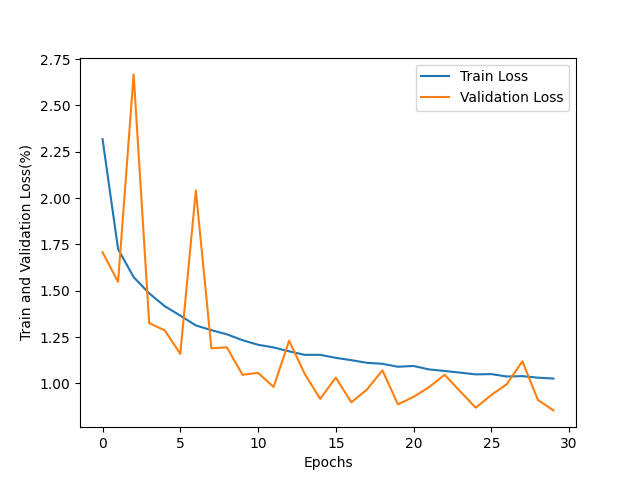 2.75
2.50
2.25
2.00
1.75
1.50
1.25
1.00
Train and Validation Loss(%)
Train Loss
Validation Loss
0 5 10 15 20 25 30
Epochs